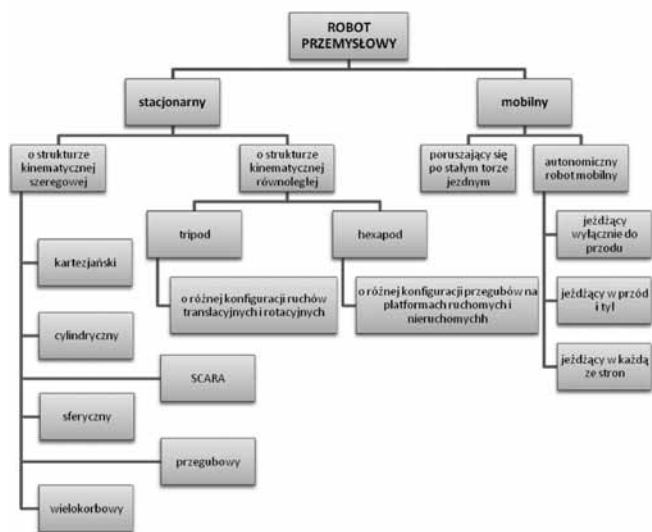 ROBOT
PRZEMYSŁOWY
stacjonarny
mobilny
o strukturze
kinematycznej
szeregowej
o strukturze
kinematycznej
równoległej
poruszający się
po stałym torze
jezdnym
autonomiczny
robot mobilny
tripod
hexapod
jeżdżący
wyłącznie do
przodu
kartezjański
o różnej konfiguracji ruchów
translacyjnych i rotacyjnych
o różnej konfiguracji przegubów na
platformach ruchomych i
nieruchomychh
jeżdżący w przód
i tył
cylindryczny
jeżdżący w każdą
ze stron
SCARA
sferyczny
przegubowy
wielokorbowy